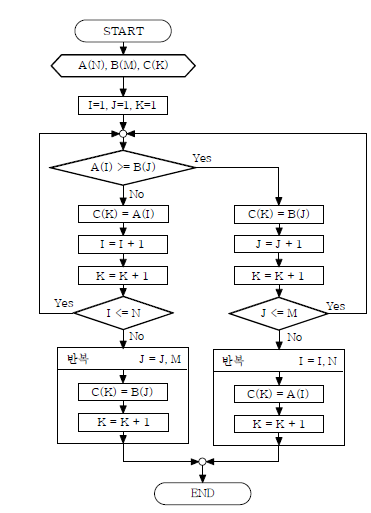 START
A(N), B(M), C(K)
I=1, J=1, K=1
A(I) >= B(J)
Yes
No
C(K) = A(I)
I = I + 1
K = K + 1
I <= N
Yes
No
반복 J = J, M
C(K) = B(J)
K = K + 1
C(K) = B(J)
J = J + 1
K = K + 1
J <= M
Yes
No
반복 I = I, N
C(K) = A(I)
K = K + 1
END